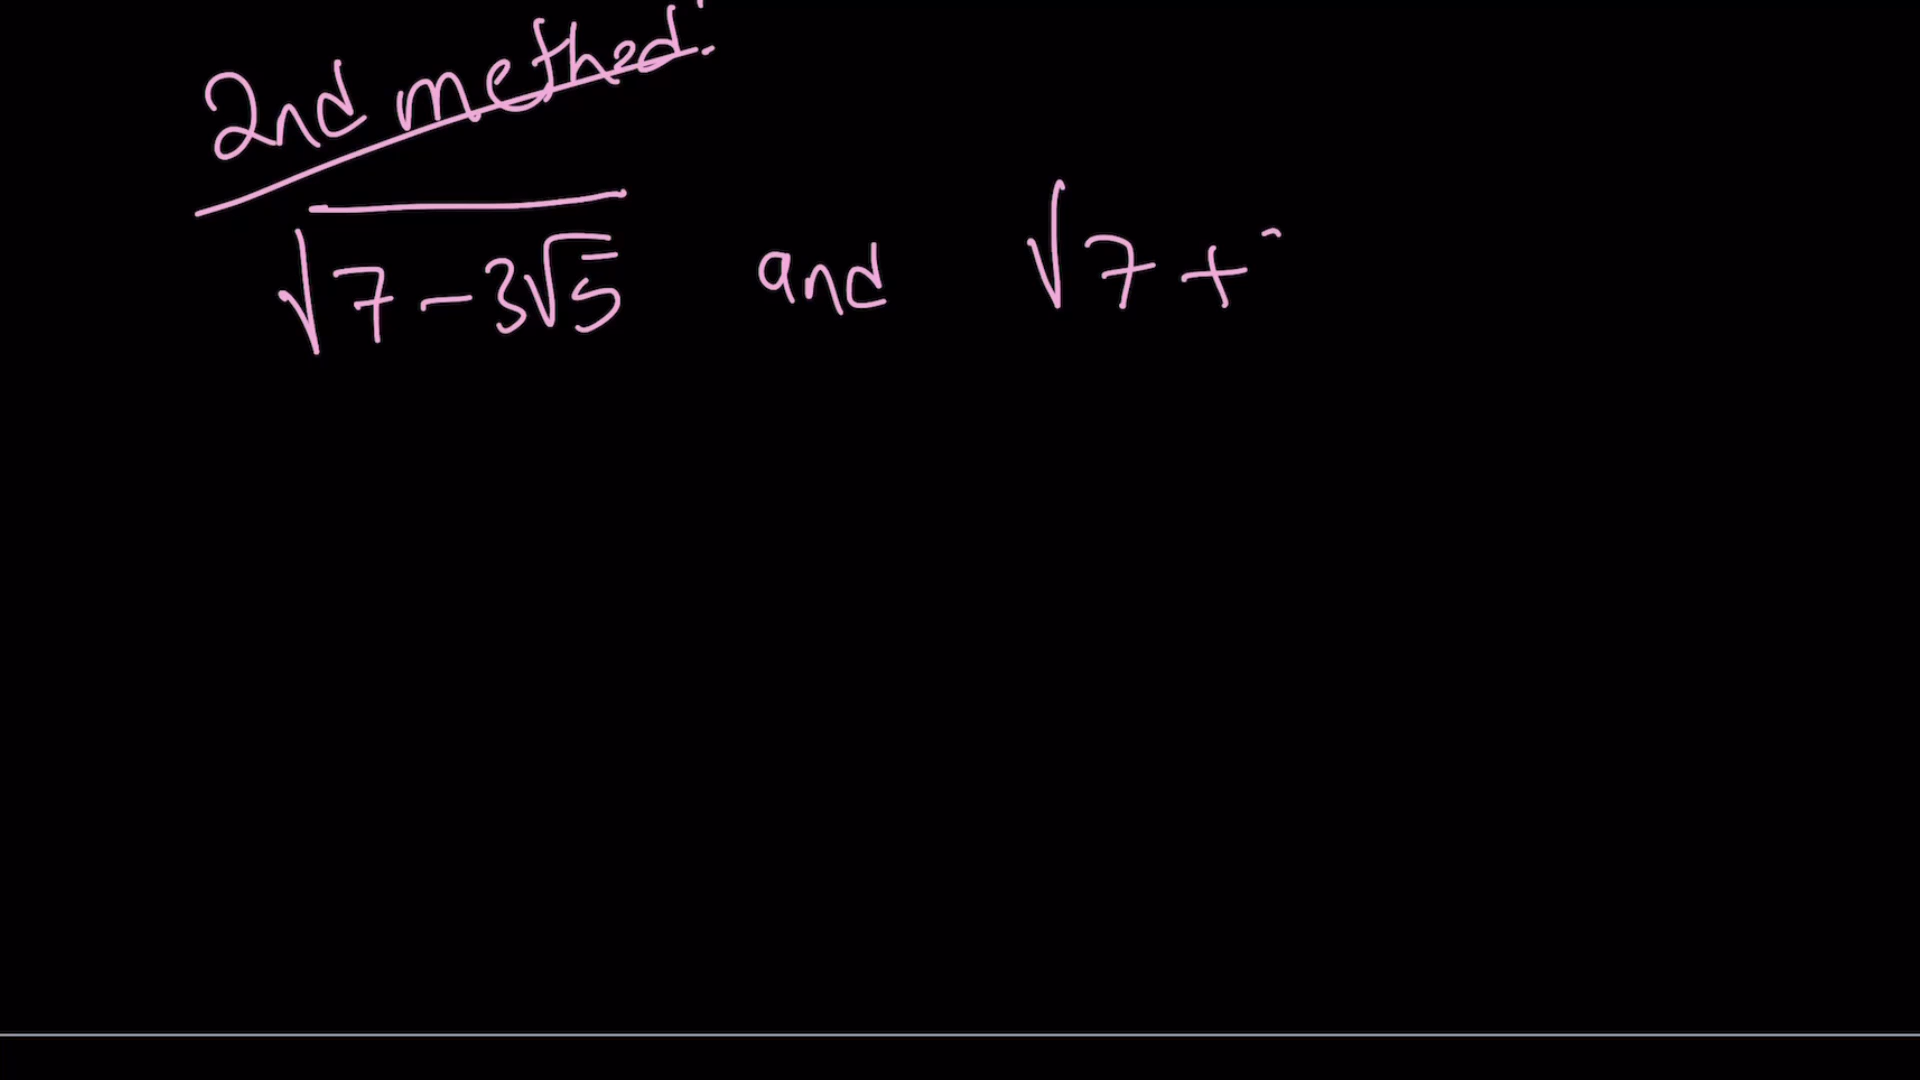 2nd method:
√7-3√5 and √7+